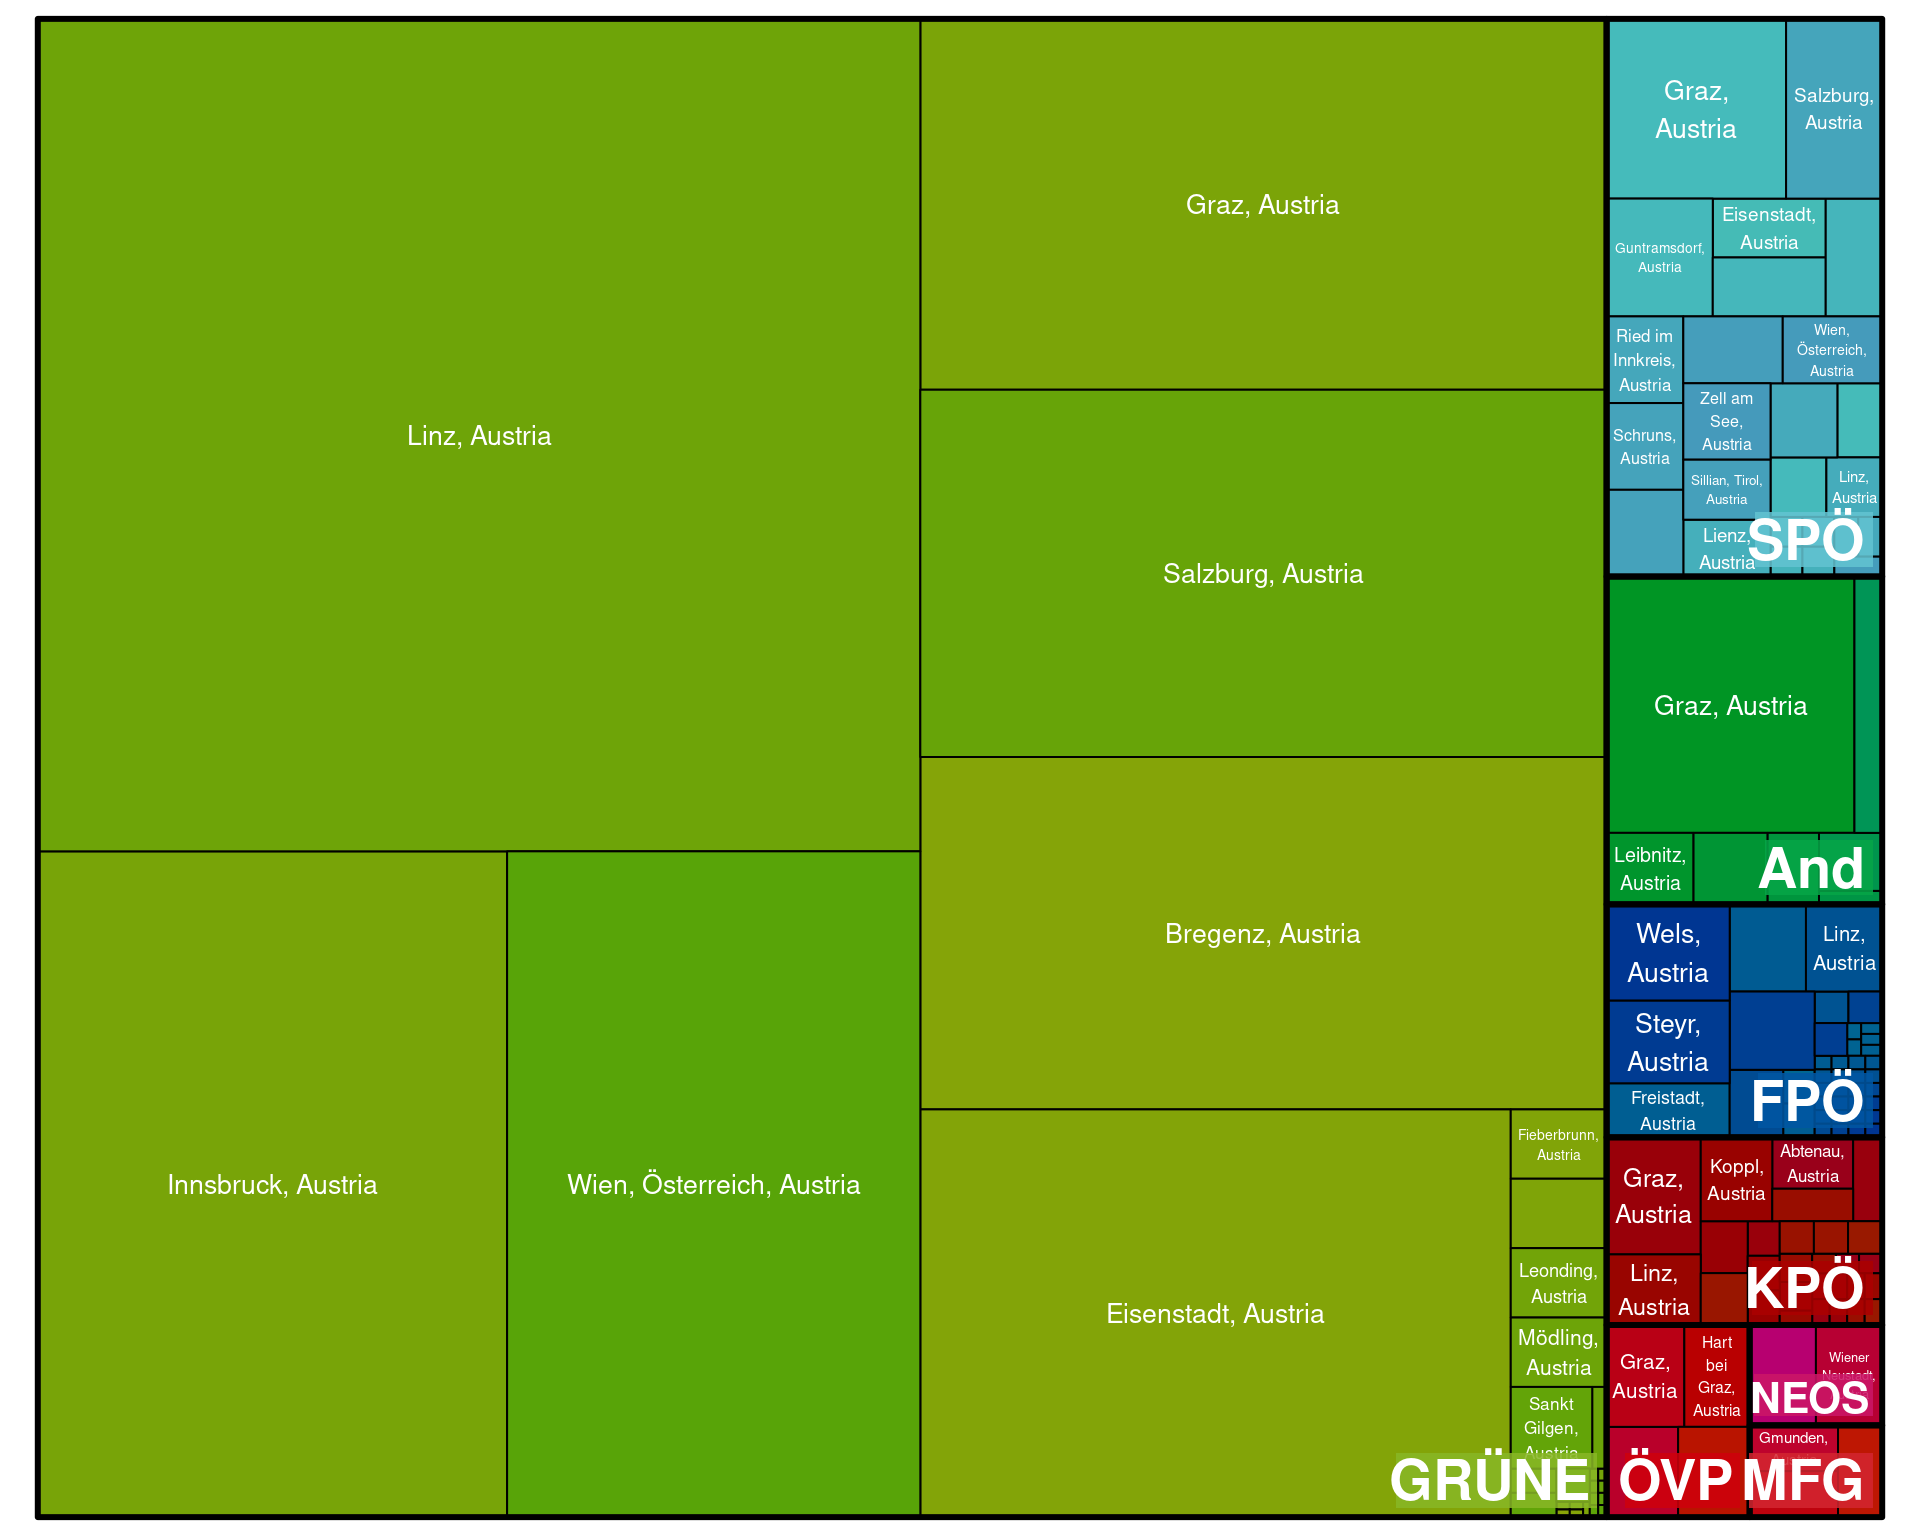 Linz, Austria
Innsbruck, Austria
Wien, Österreich, Austria
Graz, Austria
Salzburg, Austria
Bregenz, Austria
Eisenstadt, Austria
Fieberbrunn,
Austria
Leonding,
Austria
Mödling,
Austria
Sankt
Gilgen,
Austria
GRÜNE
Graz,
Austria
Salzburg,
Austria
Guntramsdorf,
Austria
Eisenstadt,
Austria
Ried im
Innkreis,
Austria
Wien,
Österreich,
Austria
Schruns,
Austria
Zell am
See,
Austria
Sillian, Tirol,
Austria
Linz,
Austria
Lienz,
Austria
SPÖ
Graz, Austria
Leibnitz,
Austria
And
Wels,
Austria
Linz,
Austria
Steyr,
Austria
Freistadt,
Austria
FPÖ
Graz,
Austria
Koppl,
Austria
Abtenau,
Austria
Linz,
Austria
KPÖ
Graz,
Austria
Hart
bei
Graz,
Austria
ÖVP
Wiener
Neustadt,
NEOS
Gmunden,
MFG